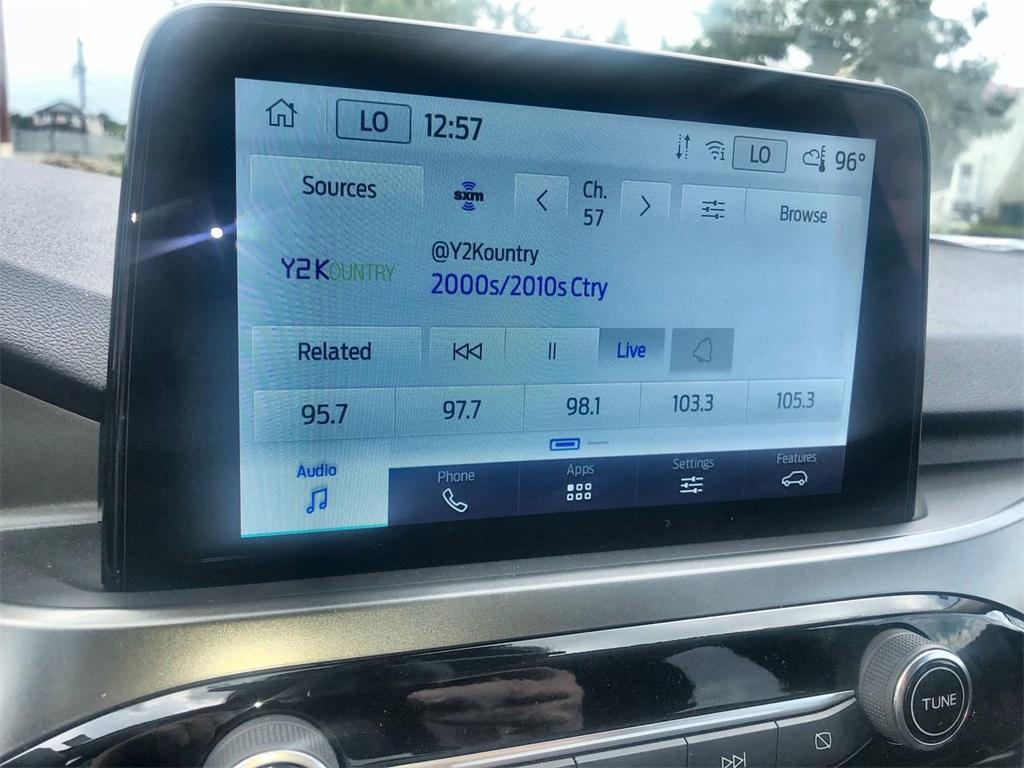 LO 12:57 LO 96°
Sources sxm Ch. 57 Browse
Y2KOUNTRY
@Y2Kountry
2000s/2010s Ctry
Related Live
95.7 97.7 98.1 103.3 105.3
Audio Phone Apps Settings Features
TUNE